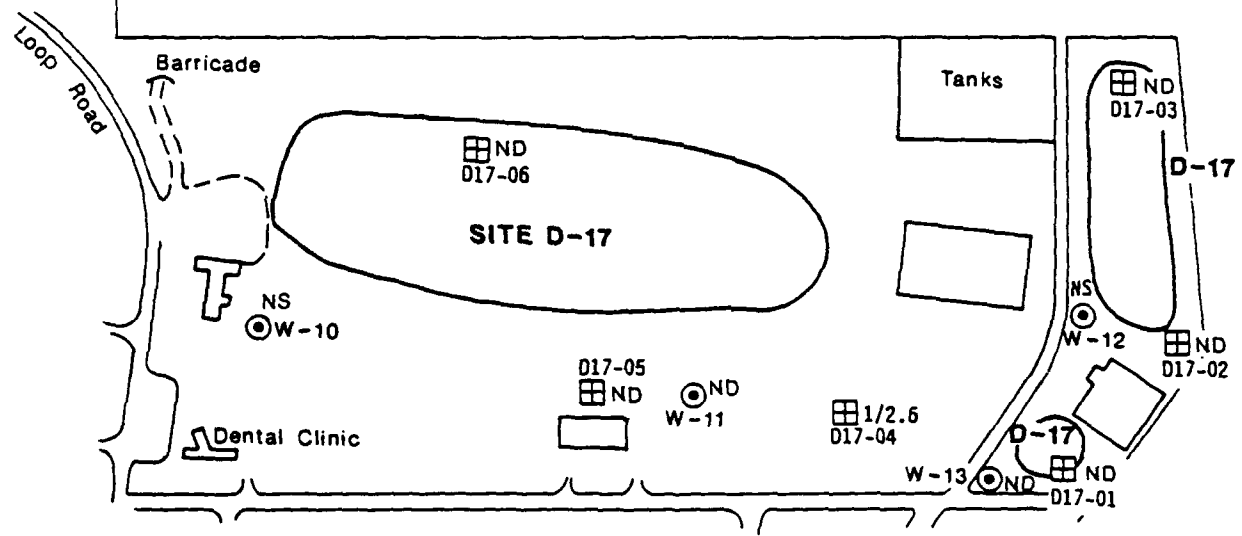 Loop Road
Barricade
Tanks
ND
D17-03
D-17
ND
D17-06
SITE D-17
NS
W-10
NS
W-12
ND
D17-02
D17-05
ND
ND
W-11
1/2.6
D17-04
Dental Clinic
D-17
W-13
ND
ND
D17-01